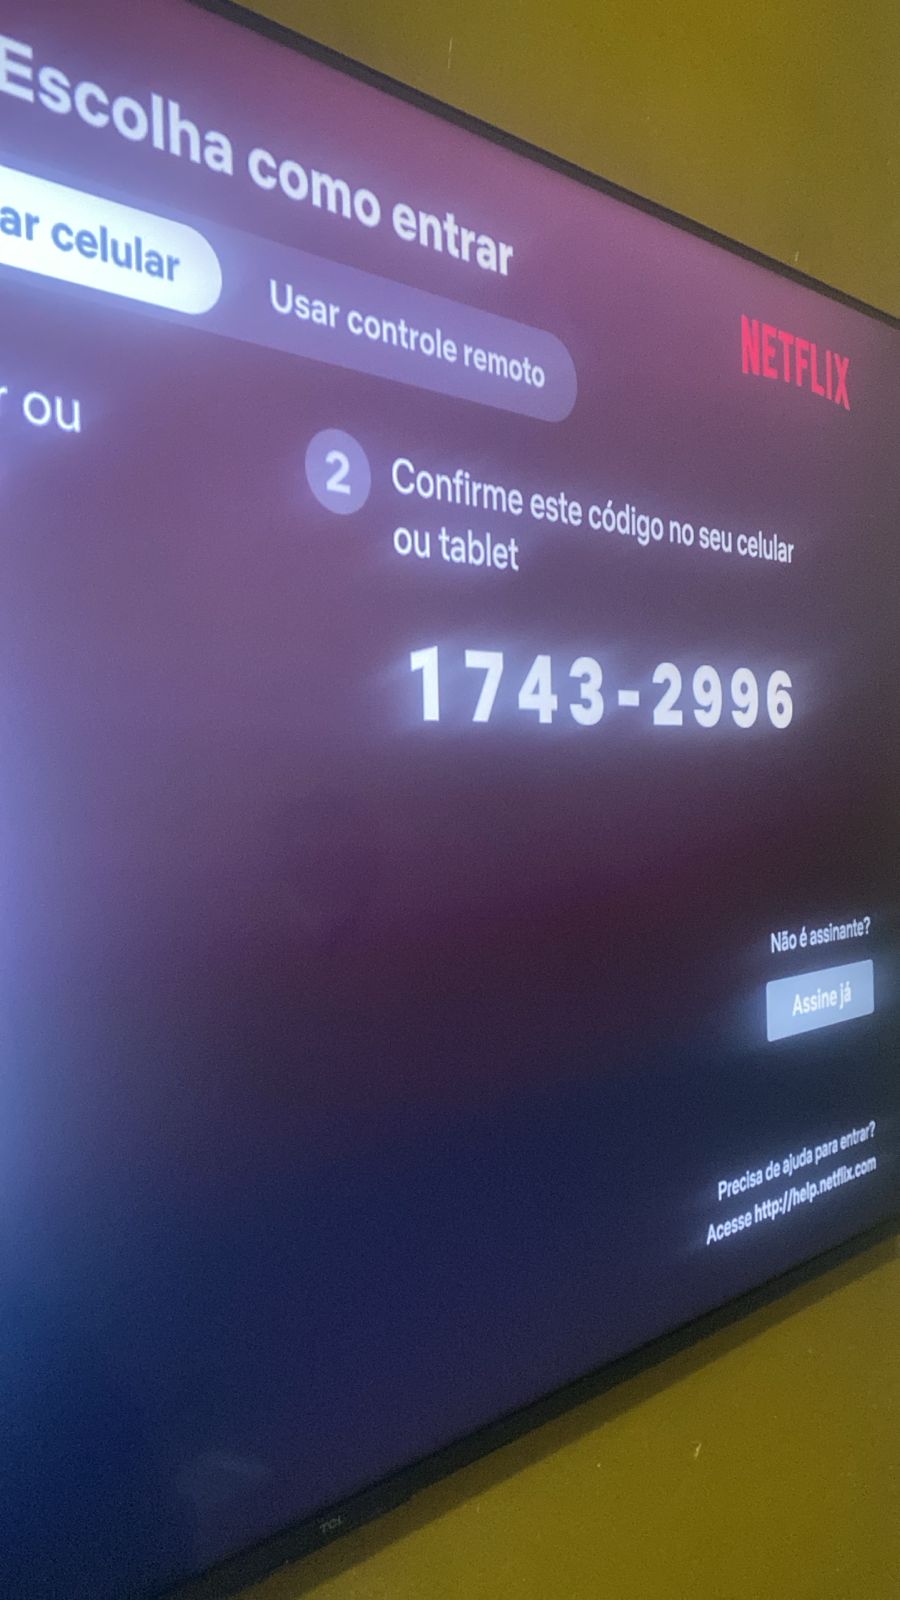 Escolha como entrar
ar celular
Usar controle remoto
NETFLIX
r ou
2
Confirme este código no seu celular
ou tablet
1743-2996
Não é assinante?
Assine já
Precisa de ajuda para entrar?
Acesse http://help.netflix.com
TCL